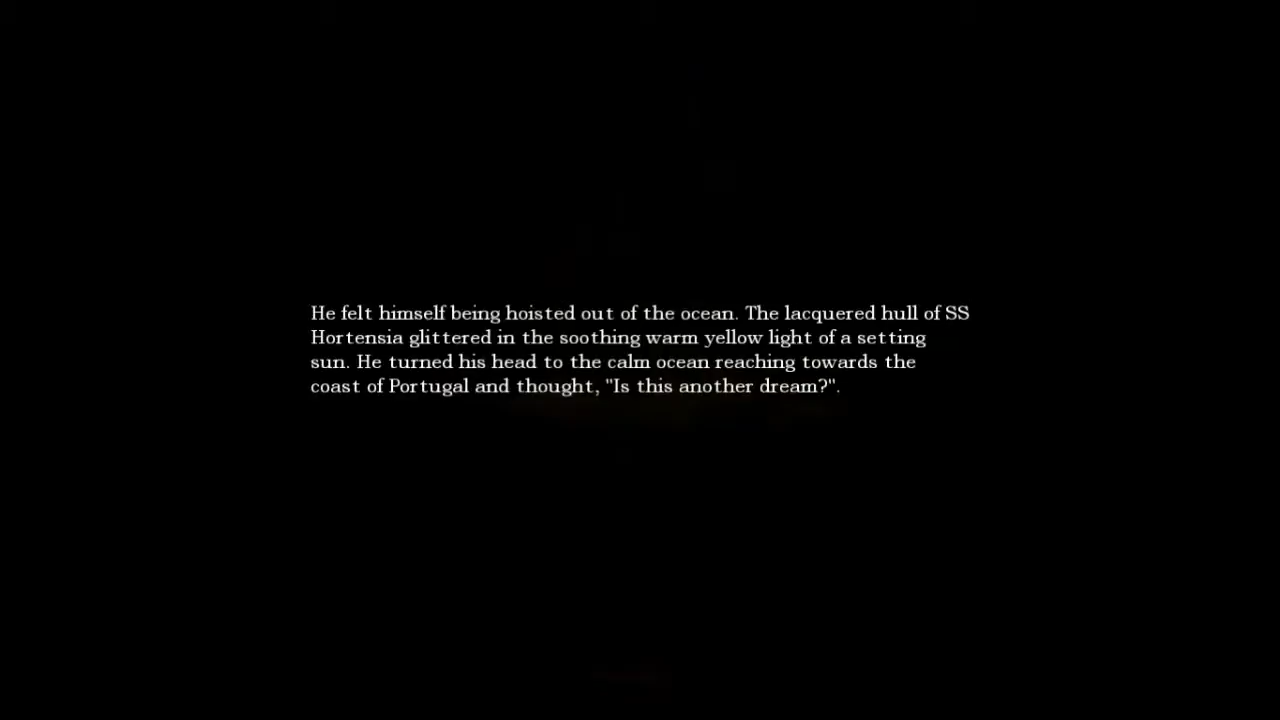 He felt himself being hoisted out of the ocean. The lacquered hull of SS
Hortensia glittered in the soothing warm yellow light of a setting
sun. He turned his head to the calm ocean reaching towards the
coast of Portugal and thought, "Is this another dream?".